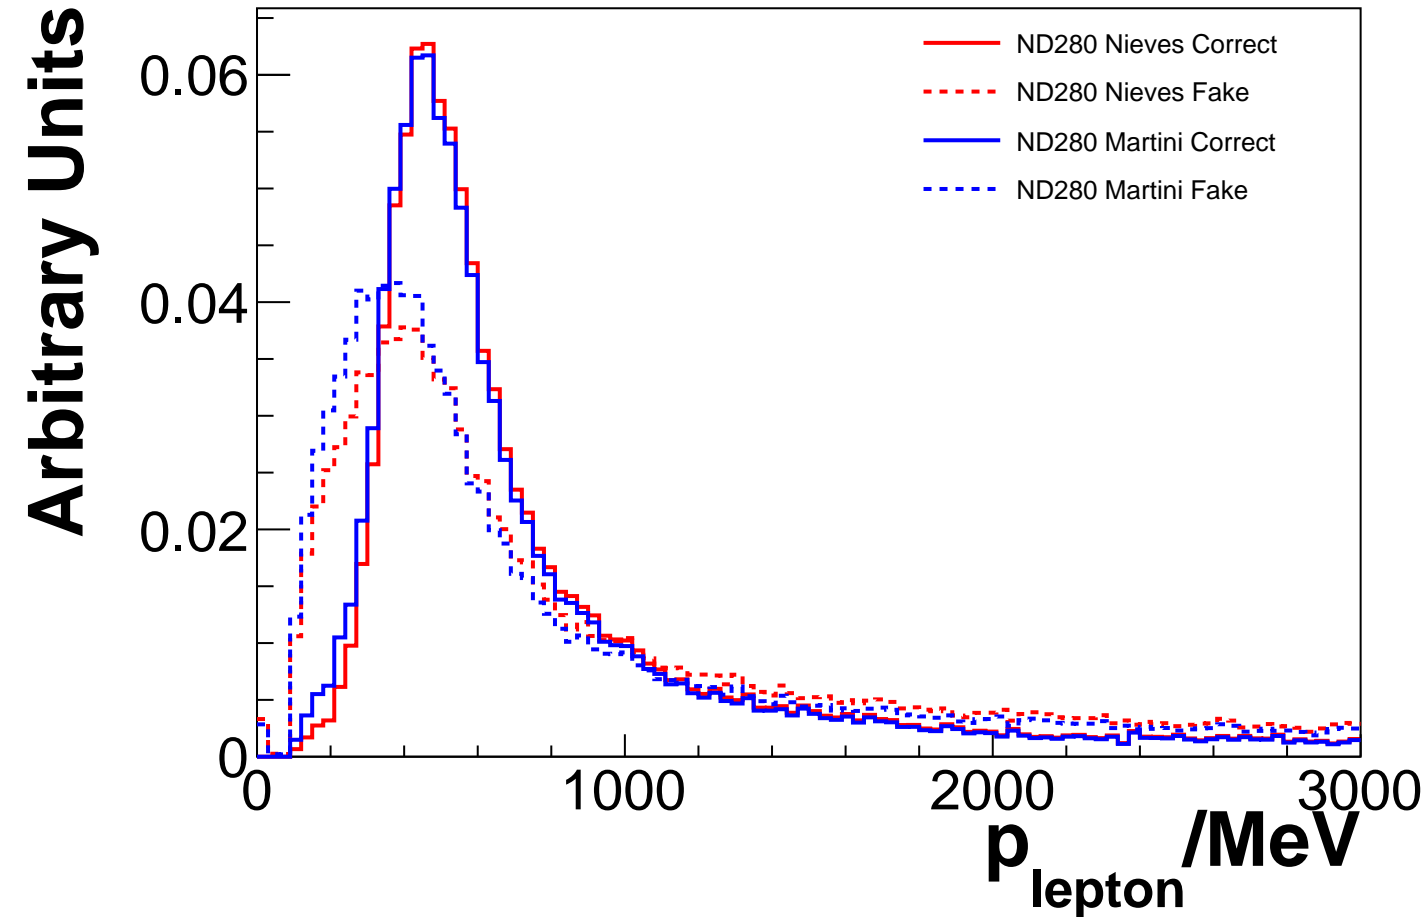 Arbitrary Units
0.06
0.04
0.02
0
0
1000
2000
3000
p lepton /MeV
ND280 Nieves Correct
ND280 Nieves Fake
ND280 Martini Correct
ND280 Martini Fake